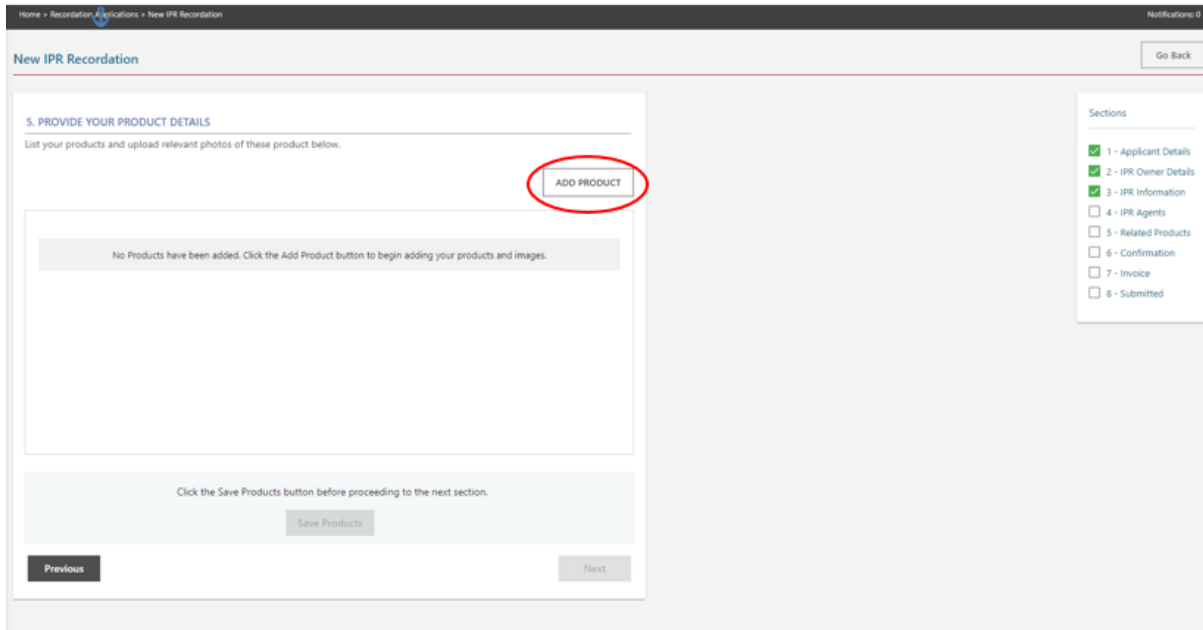 Home > Recordation Applications > New IPR Recordation
Notifications: 0
New IPR Recordation
Go Back
5. PROVIDE YOUR PRODUCT DETAILS
List your products and upload relevant photos of these product below.
ADD PRODUCT
No Products have been added. Click the Add Product button to begin adding your products and images.
Click the Save Products button before proceeding to the next section.
Save Products
Previous
Next
Sections
1 - Applicant Details
2 - IPR Owner Details
3 - IPR Information
4 - IPR Agents
5 - Related Products
6 - Confirmation
7 - Invoice
8 - Submitted